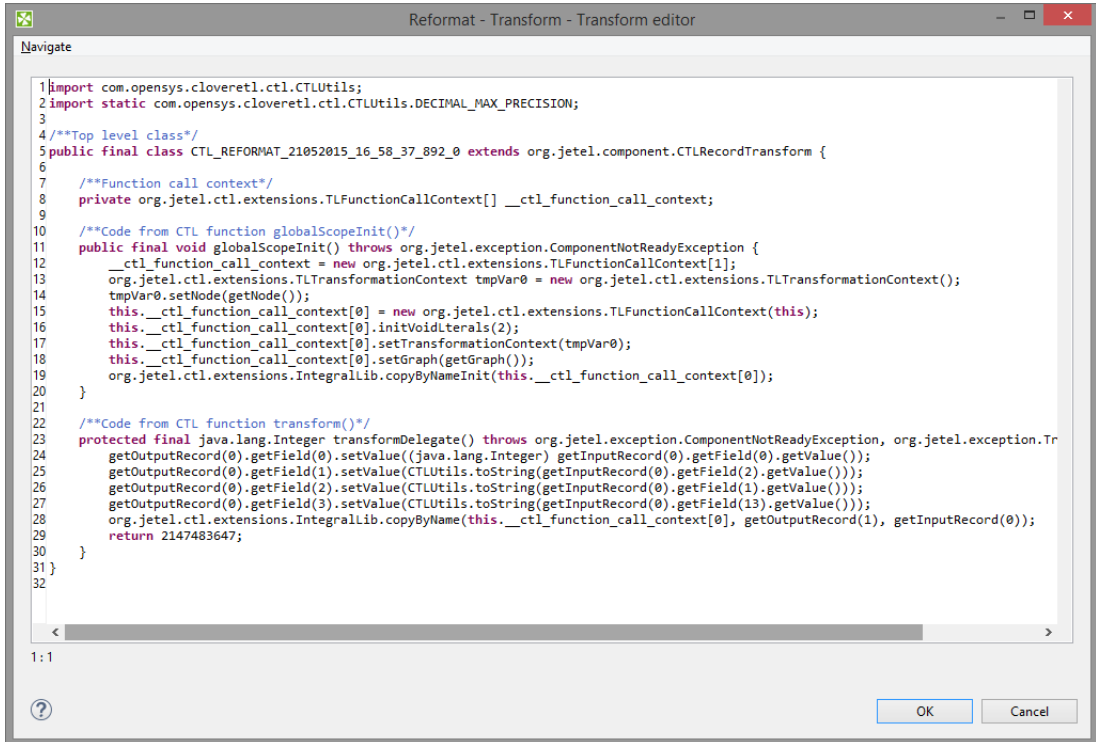 Reformat - Transform - Transform editor
Navigate
1 import com.opensys.cloveretl.ctl.CTLUtils;
2 import static com.opensys.cloveretl.ctl.CTLUtils.DECIMAL_MAX_PRECISION;
3
4 /**Top level class*/
5 public final class CTL_REFORMAT_21052015_16_58_37_892_0 extends org.jetel.component.CTLRecordTransform {
6
7     /**Function call context*/
8     private org.jetel.ctl.extensions.TLFunctionCallContext[] __ctl_function_call_context;
9
10     /**Code from CTL function globalScopeInit()*/
11     public final void globalScopeInit() throws org.jetel.exception.ComponentNotReadyException {
12         __ctl_function_call_context = new org.jetel.ctl.extensions.TLFunctionCallContext[1];
13         org.jetel.ctl.extensions.TLTransformationContext tmpVar0 = new org.jetel.ctl.extensions.TLTransformationContext();
14         tmpVar0.setNode(getNode());
15         this.__ctl_function_call_context[0] = new org.jetel.ctl.extensions.TLFunctionCallContext(this);
16         this.__ctl_function_call_context[0].initVoidLterals(2);
17         this.__ctl_function_call_context[0].setTransformationContext(tmpVar0);
18         this.__ctl_function_call_context[0].setGraph(getGraph());
19         org.jetel.ctl.extensions.IntegralLib.copyByNameInit(this.__ctl_function_call_context[0]);
20     }
21
22     /**Code from CTL function transform()*/
23     protected final java.lang.Integer transformDelegate() throws org.jetel.exception.ComponentNotReadyException, org.jetel.exception.Tr
24         getOutputRecord(0).getField(0).setValue((java.lang.Integer) getInputRecord(0).getField(0).getValue());
25         getOutputRecord(0).getField(1).setValue(CTLUtils.toString(getInputRecord(0).getField(2).getValue()));
26         getOutputRecord(0).getField(2).setValue(CTLUtils.toString(getInputRecord(0).getField(1).getValue()));
27         getOutputRecord(0).getField(3).setValue(CTLUtils.toString(getInputRecord(0).getField(13).getValue()));
28         org.jetel.ctl.extensions.IntegralLib.copyByName(this.__ctl_function_call_context[0], getOutputRecord(1), getInputRecord(0));
29         return 2147483647;
30     }
31 }
32
1:1
OK
Cancel